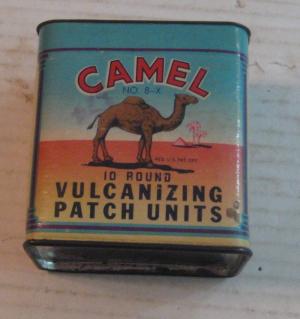 CAMEL
NO. 8-X
REG. U.S. PAT. OFF.
10 ROUND
VULCANiZING
PATCH UNITS